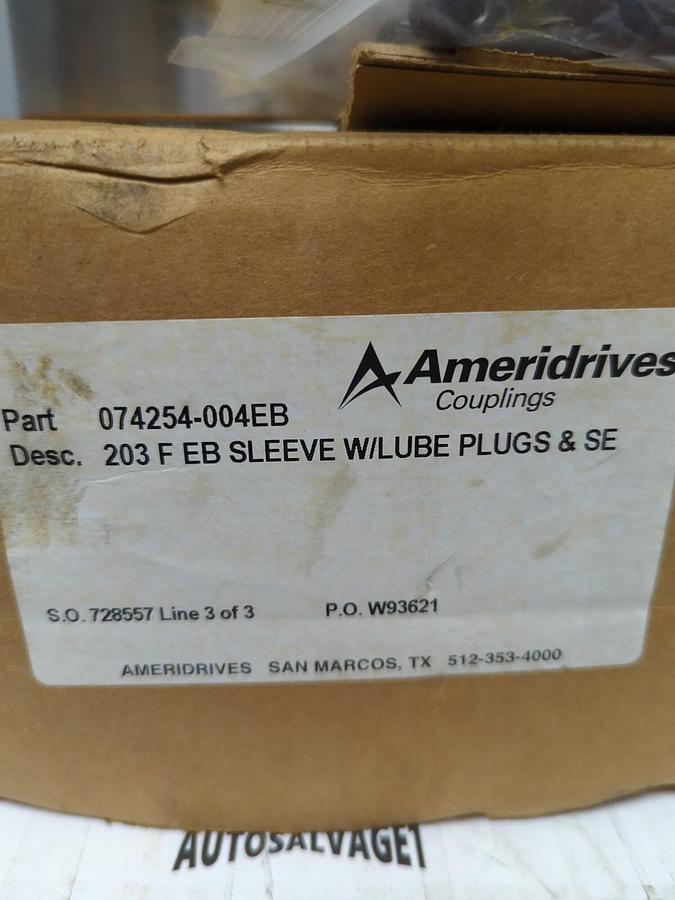 Ameridrives
Couplings
Part 074254-004EB
Desc. 203 F EB SLEEVE W/LUBE PLUGS & SE
S.O. 728557 Line 3 of 3 P.O. W93621
AMERIDRIVES SAN MARCOS, TX 512-353-4000
AUTOSALVAGE1